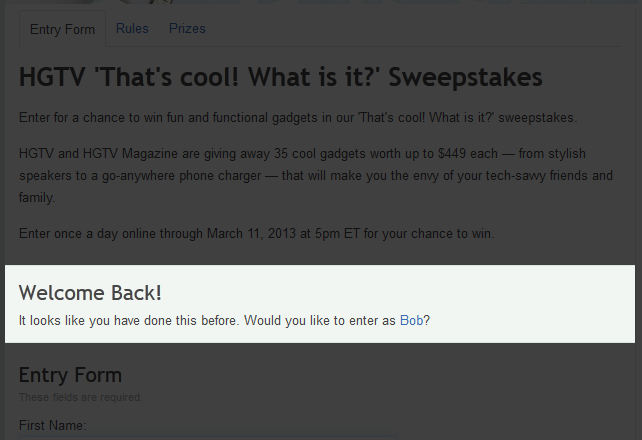 Entry Form Rules Prizes
HGTV 'That's cool! What is it?' Sweepstakes
Enter for a chance to win fun and functional gadgets in our 'That's cool! What is it?' sweepstakes.
HGTV and HGTV Magazine are giving away 35 cool gadgets worth up to $449 each — from stylish
speakers to a go-anywhere phone charger — that will make you the envy of your tech-savvy friends and
family.
Enter once a day online through March 11, 2013 at 5pm ET for your chance to win.
Welcome Back!
It looks like you have done this before. Would you like to enter as Bob?
Entry Form
These fields are required.
First Name: